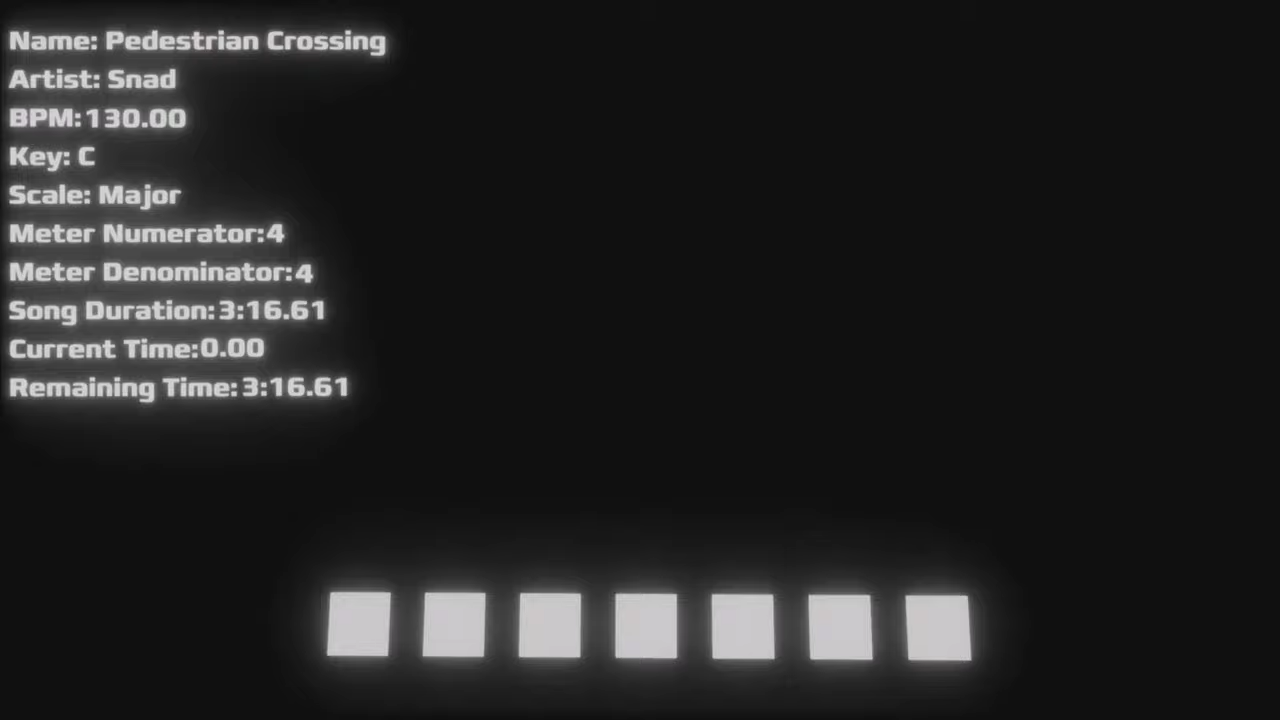 Name: Pedestrian Crossing
Artist: Snad
BPM:130.00
Key: C
Scale: Major
Meter Numerator:4
Meter Denominator:4
Song Duration:3:16.61
Current Time:0.00
Remaining Time:3:16.61